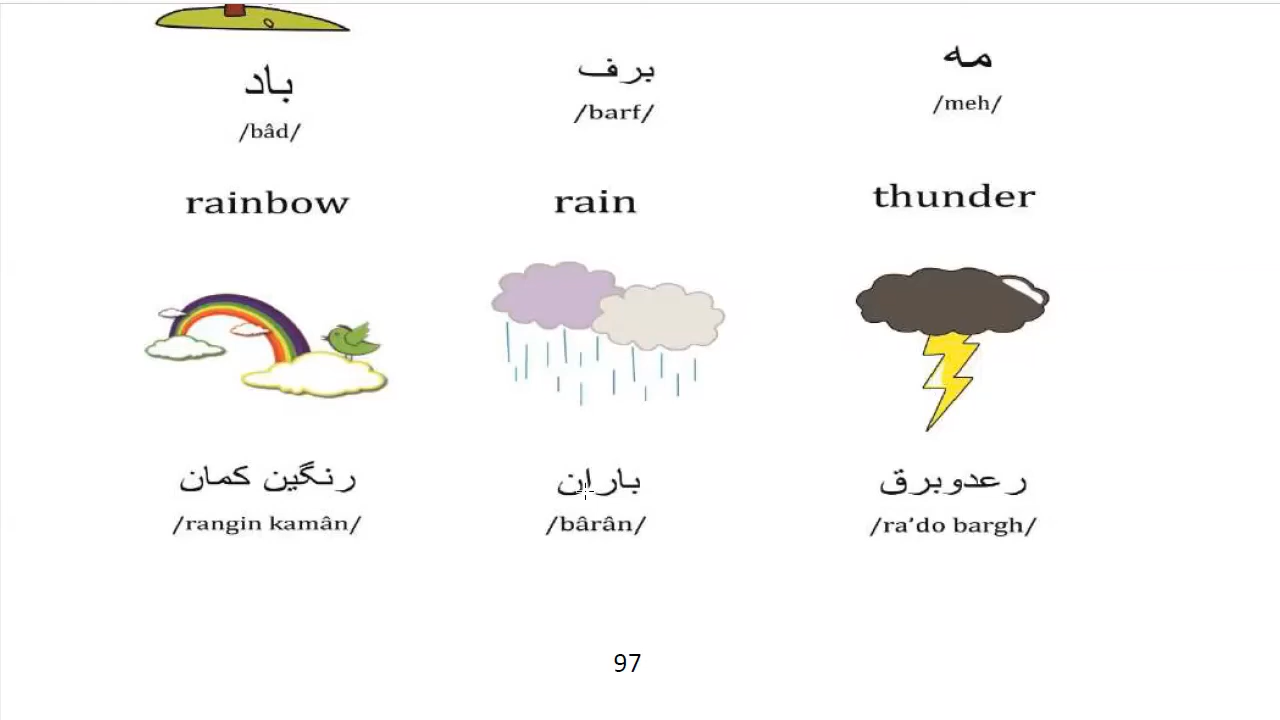 باد
برف
مه
/bâd/
/barf/
/meh/
rainbow
rain
thunder
رنگین کمان
باران
رعدوبرق
/rangin kamân/
/bârân/
/ra’do bargh/
97